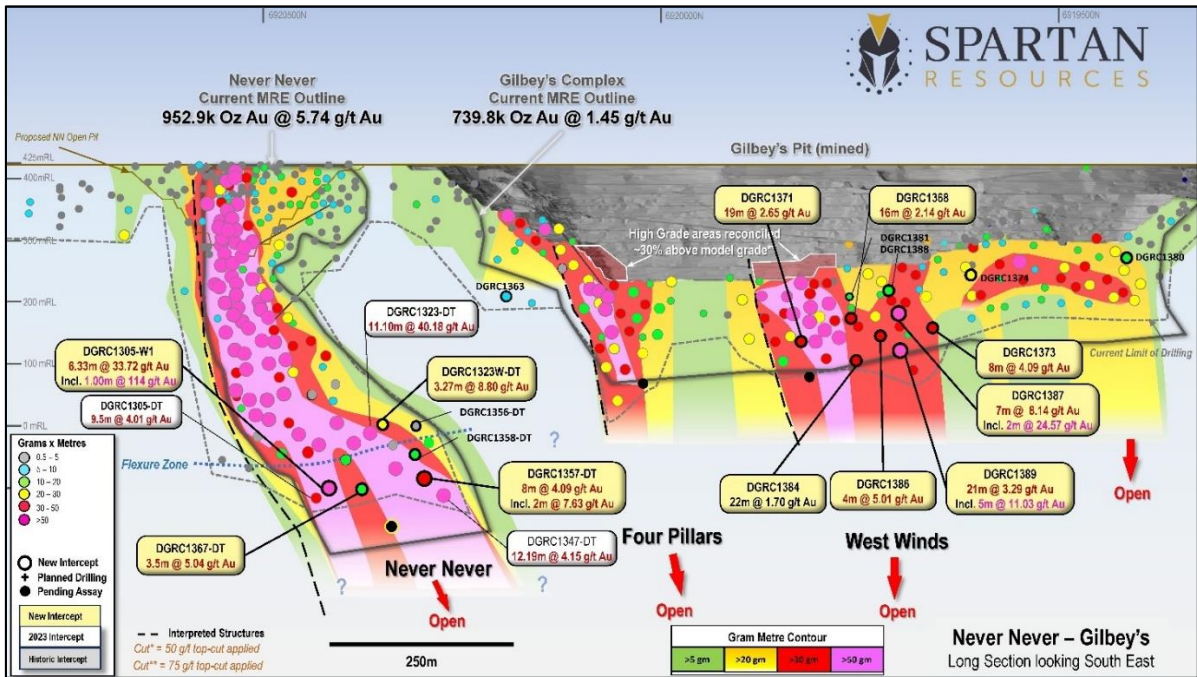 6920500N
6920000N
6919500N
SPARTAN
RESOURCES
Never Never
Current MRE Outline
952.9k Oz Au @ 5.74 g/t Au
Gilbey's Complex
Current MRE Outline
739.8k Oz Au @ 1.45 g/t Au
Proposed NN Open Pit
Gilbey's Pit (mined)
425mRL
400mRL
300mRL
200 mRL
100 mRL
0 mRL
DGRC1371
19m @ 2.65 g/t Au
DGRC1368
16m @ 2.14 g/t Au
High Grade areas reconciled
~30% above model grade*
DGRC1381
DGRC1388
DGRC1380
DGRC1374
DGRC1363
DGRC1323-DT
11.10m @ 40.18 g/t Au
DGRC1305-W1
6.33m @ 33.72 g/t Au
Incl. 1.00m @ 114 g/t Au
DGRC1323W-DT
3.27m @ 8.80 g/t Au
DGRC1305-DT
9.5m @ 4.01 g/t Au
DGRC1356-DT
DGRC1358-DT
Current Limit of Drilling
DGRC1373
8m @ 4.09 g/t Au
DGRC1387
7m @ 8.14 g/t Au
Incl. 2m @ 24.57 g/t Au
Flexure Zone
?
?
DGRC1357-DT
8m @ 4.09 g/t Au
Incl. 2m @ 7.63 g/t Au
DGRC1384
22m @ 1.70 g/t Au
DGRC1386
4m @ 5.01 g/t Au
DGRC1389
21m @ 3.29 g/t Au
Incl. 5m @ 11.03 g/t Au
Open
DGRC1367-DT
3.5m @ 5.04 g/t Au
DGRC1347-DT
12.19m @ 4.15 g/t Au
Never Never
Four Pillars
West Winds
?
?
Open
Open
Open
Grams x Metres
0.5 – 5
5 – 10
10 – 20
20 – 30
30 - 50
>50
New Intercept
Planned Drilling
Pending Assay
New Intercept
2023 Intercept
Historic Intercept
Interpreted Structures
Cut* = 50 g/t top-cut applied
Cut** = 75 g/t top-cut applied
250m
Gram Metre Contour
>5 gm
>20 gm
>30 gm
>50 gm
Never Never – Gilbey's
Long Section looking South East